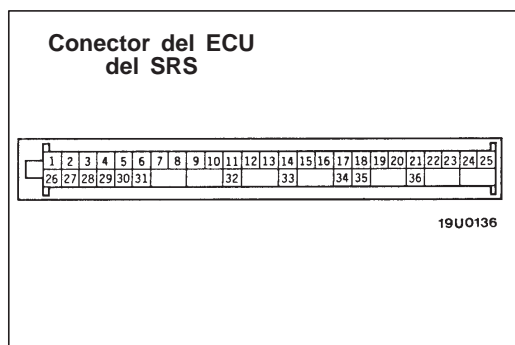 Conector del ECU
del SRS
1 2 3 4 5 6 7 8 9 10 11 12 13 14 15 16 17 18 19 20 21 22 23 24 25
26 27 28 29 30 31 32 33 34 35 36
19U0136